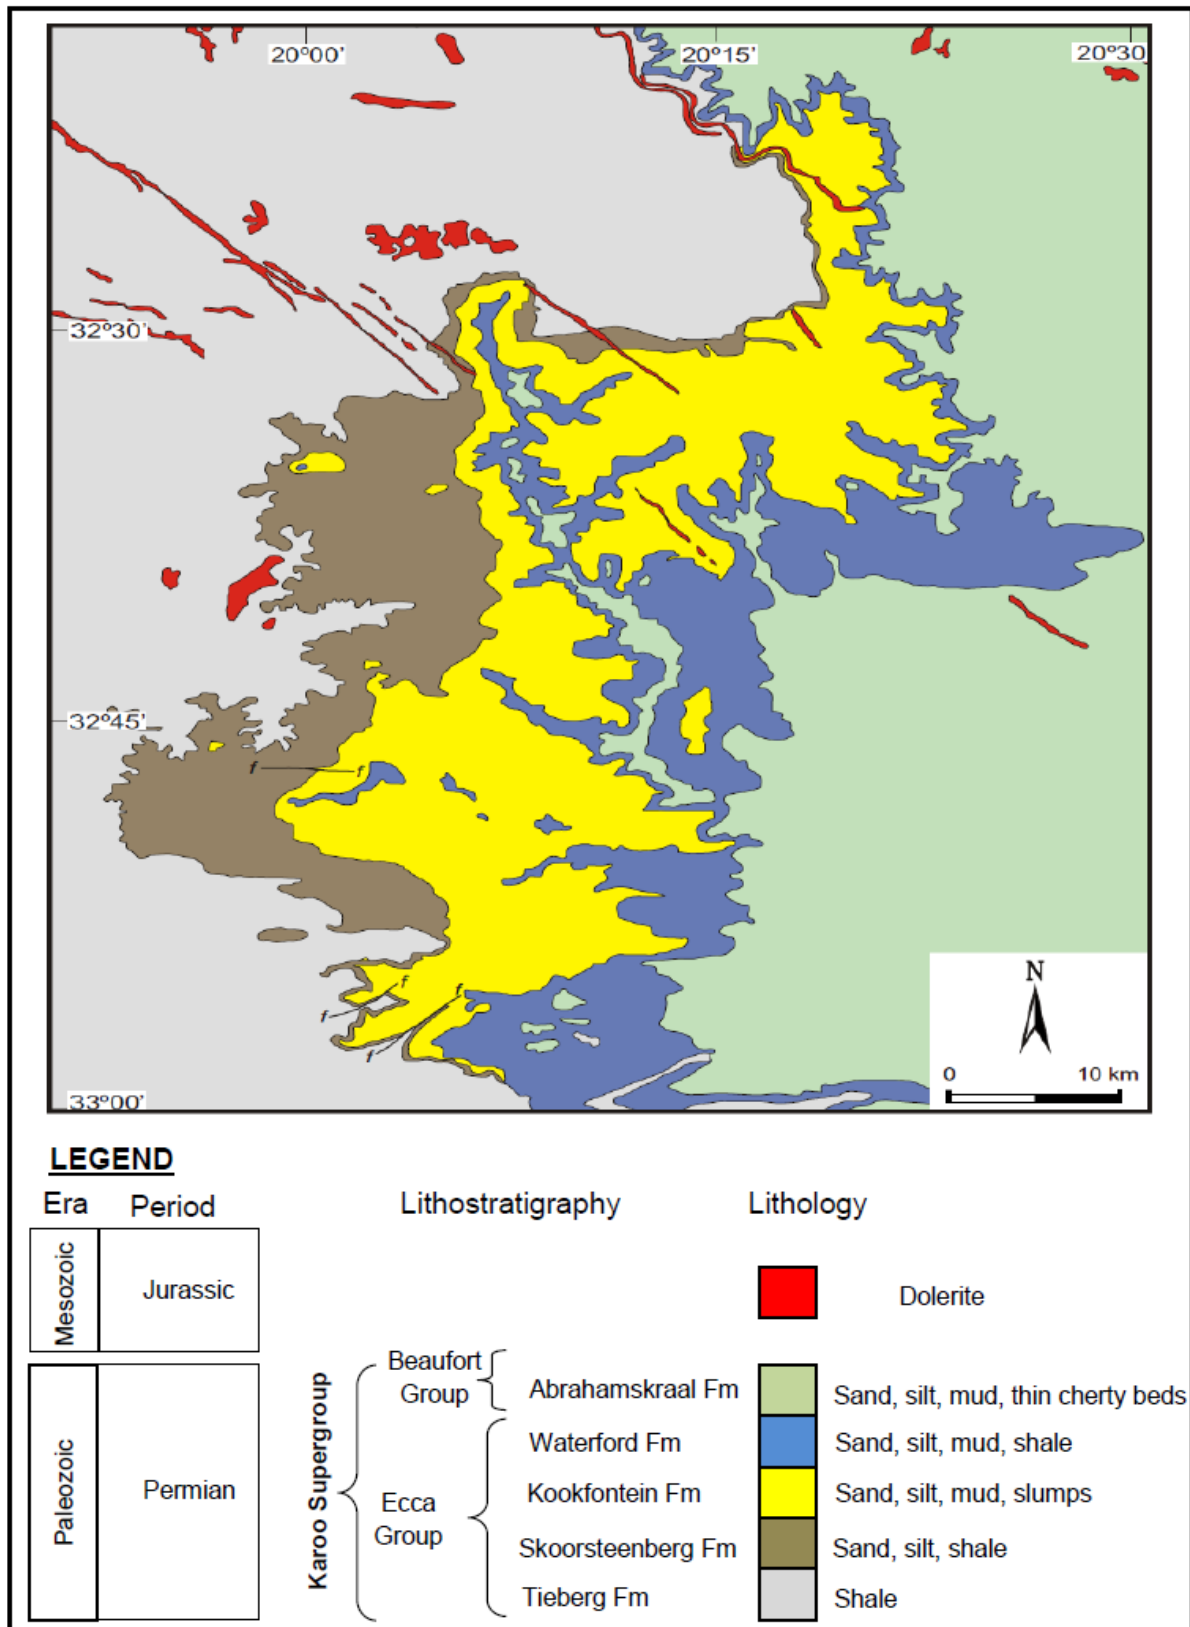 20°00'
20°15'
20°30
32°30'
32°45'
f
f
f
f
f
f
33°00'
N
0 10 km
LEGEND
Era Period Lithostratigraphy Lithology
Mesozoic
Jurassic
Dolerite
Paleozoic
Permian
Karoo Supergroup
Beaufort
Group
Abrahamskraal Fm
Sand, silt, mud, thin cherty beds
Waterford Fm
Sand, silt, mud, shale
Ecca
Group
Kookfontein Fm
Sand, silt, mud, slumps
Skoorsteenberg Fm
Sand, silt, shale
Tieberg Fm
Shale